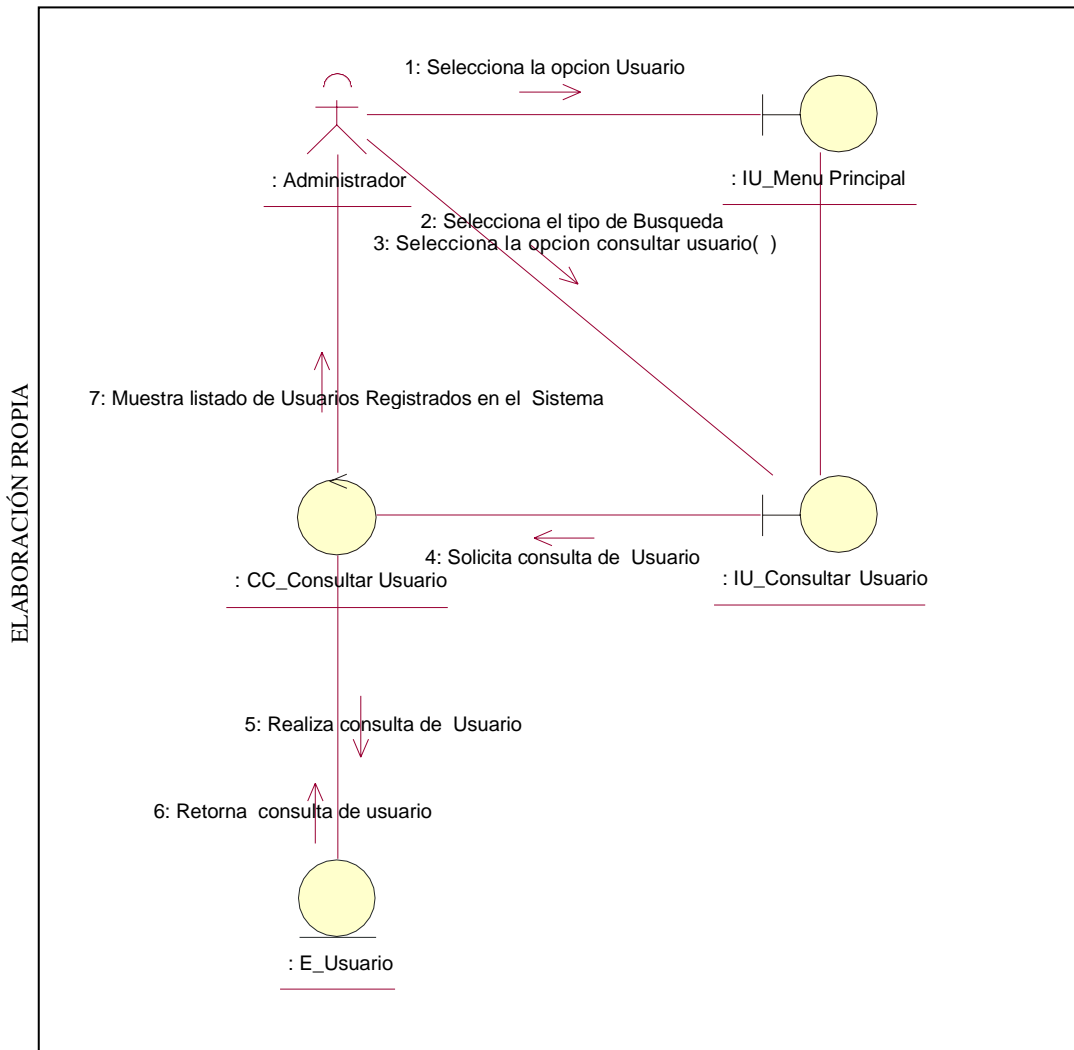 1: Selecciona la opcion Usuario
: Administrador
: IU_Menu Principal
2: Selecciona el tipo de Busqueda
3: Selecciona la opcion consultar usuario( )
7: Muestra listado de Usuarios Registrados en el Sistema
ELABORACIÓN PROPIA
4: Solicita consulta de Usuario
: CC_Consultar Usuario
: IU_Consultar Usuario
5: Realiza consulta de Usuario
6: Retorna consulta de usuario
: E_Usuario